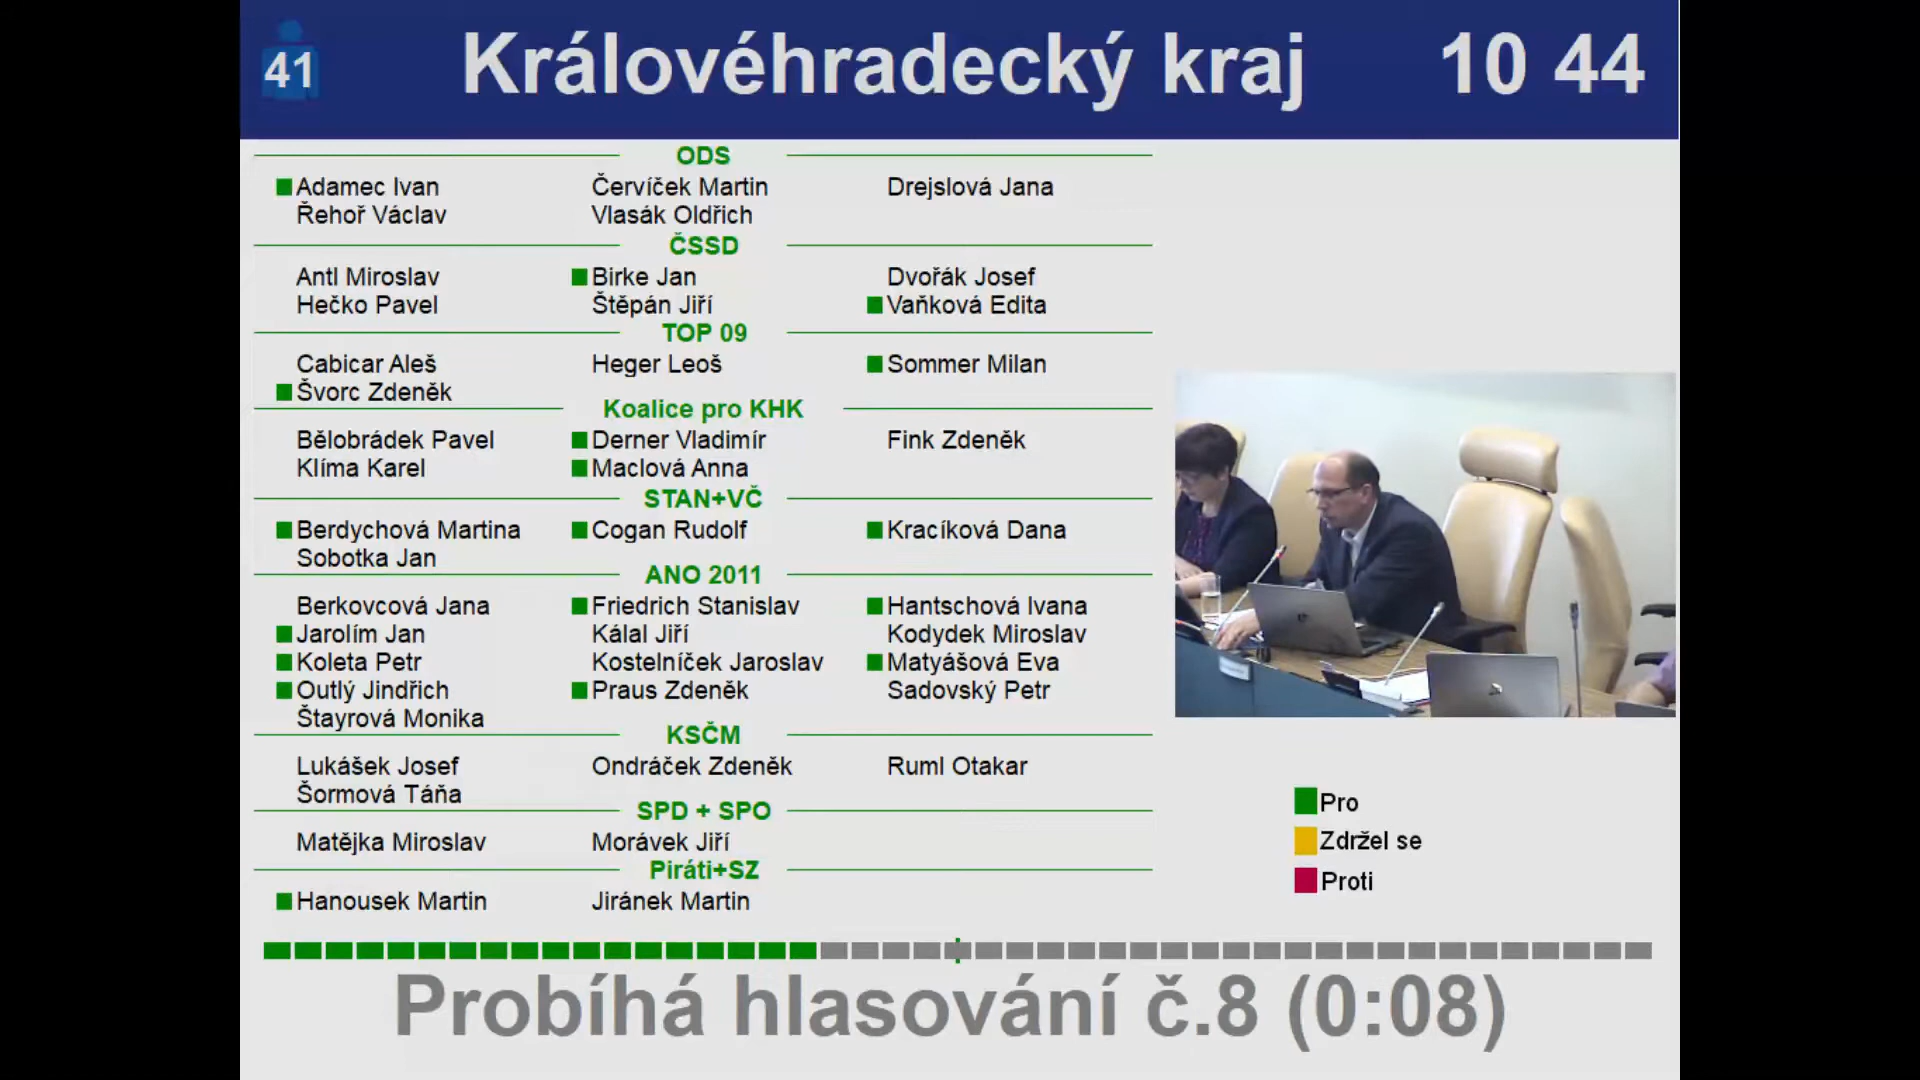 41 Královéhradecký kraj 10 44
ODS
Adamec Ivan Červíček Martin Drejslová Jana
Řehoř Václav Vlasák Oldřich
ČSSD
Antl Miroslav Birke Jan Dvořák Josef
Hečko Pavel Štěpán Jiří Vaňková Edita
TOP 09
Cabicar Aleš Heger Leoš Sommer Milan
Švorc Zdeněk
Koalice pro KHK
Bělobrádek Pavel Derner Vladimír Fink Zdeněk
Klíma Karel Maclová Anna
STAN+VČ
Berdychová Martina Cogan Rudolf Kracíková Dana
Sobotka Jan
ANO 2011
Berkovcová Jana Friedrich Stanislav Hantschová Ivana
Jarolím Jan Kálal Jiří Kodydek Miroslav
Koleta Petr Kostelníček Jaroslav Matyášová Eva
Outlý Jindřich Praus Zdeněk Sadovský Petr
Štayrová Monika
KSČM
Lukášek Josef Ondráček Zdeněk Ruml Otakar
Šormová Táňa
SPD + SPO
Matějka Miroslav Morávek Jiří
Piráti+SZ
Hanousek Martin Jiránek Martin
Pro
Zdržel se
Proti
Probíhá hlasování č.8 (0:08)